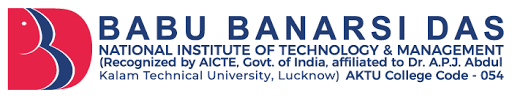 BABU BANARSI DAS
NATIONAL INSTITUTE OF TECHNOLOGY & MANAGEMENT
(Recognized by AICTE, Govt. of India, affiliated to Dr. A.P.J. Abdul
Kalam Technical University, Lucknow) AKTU College Code - 054